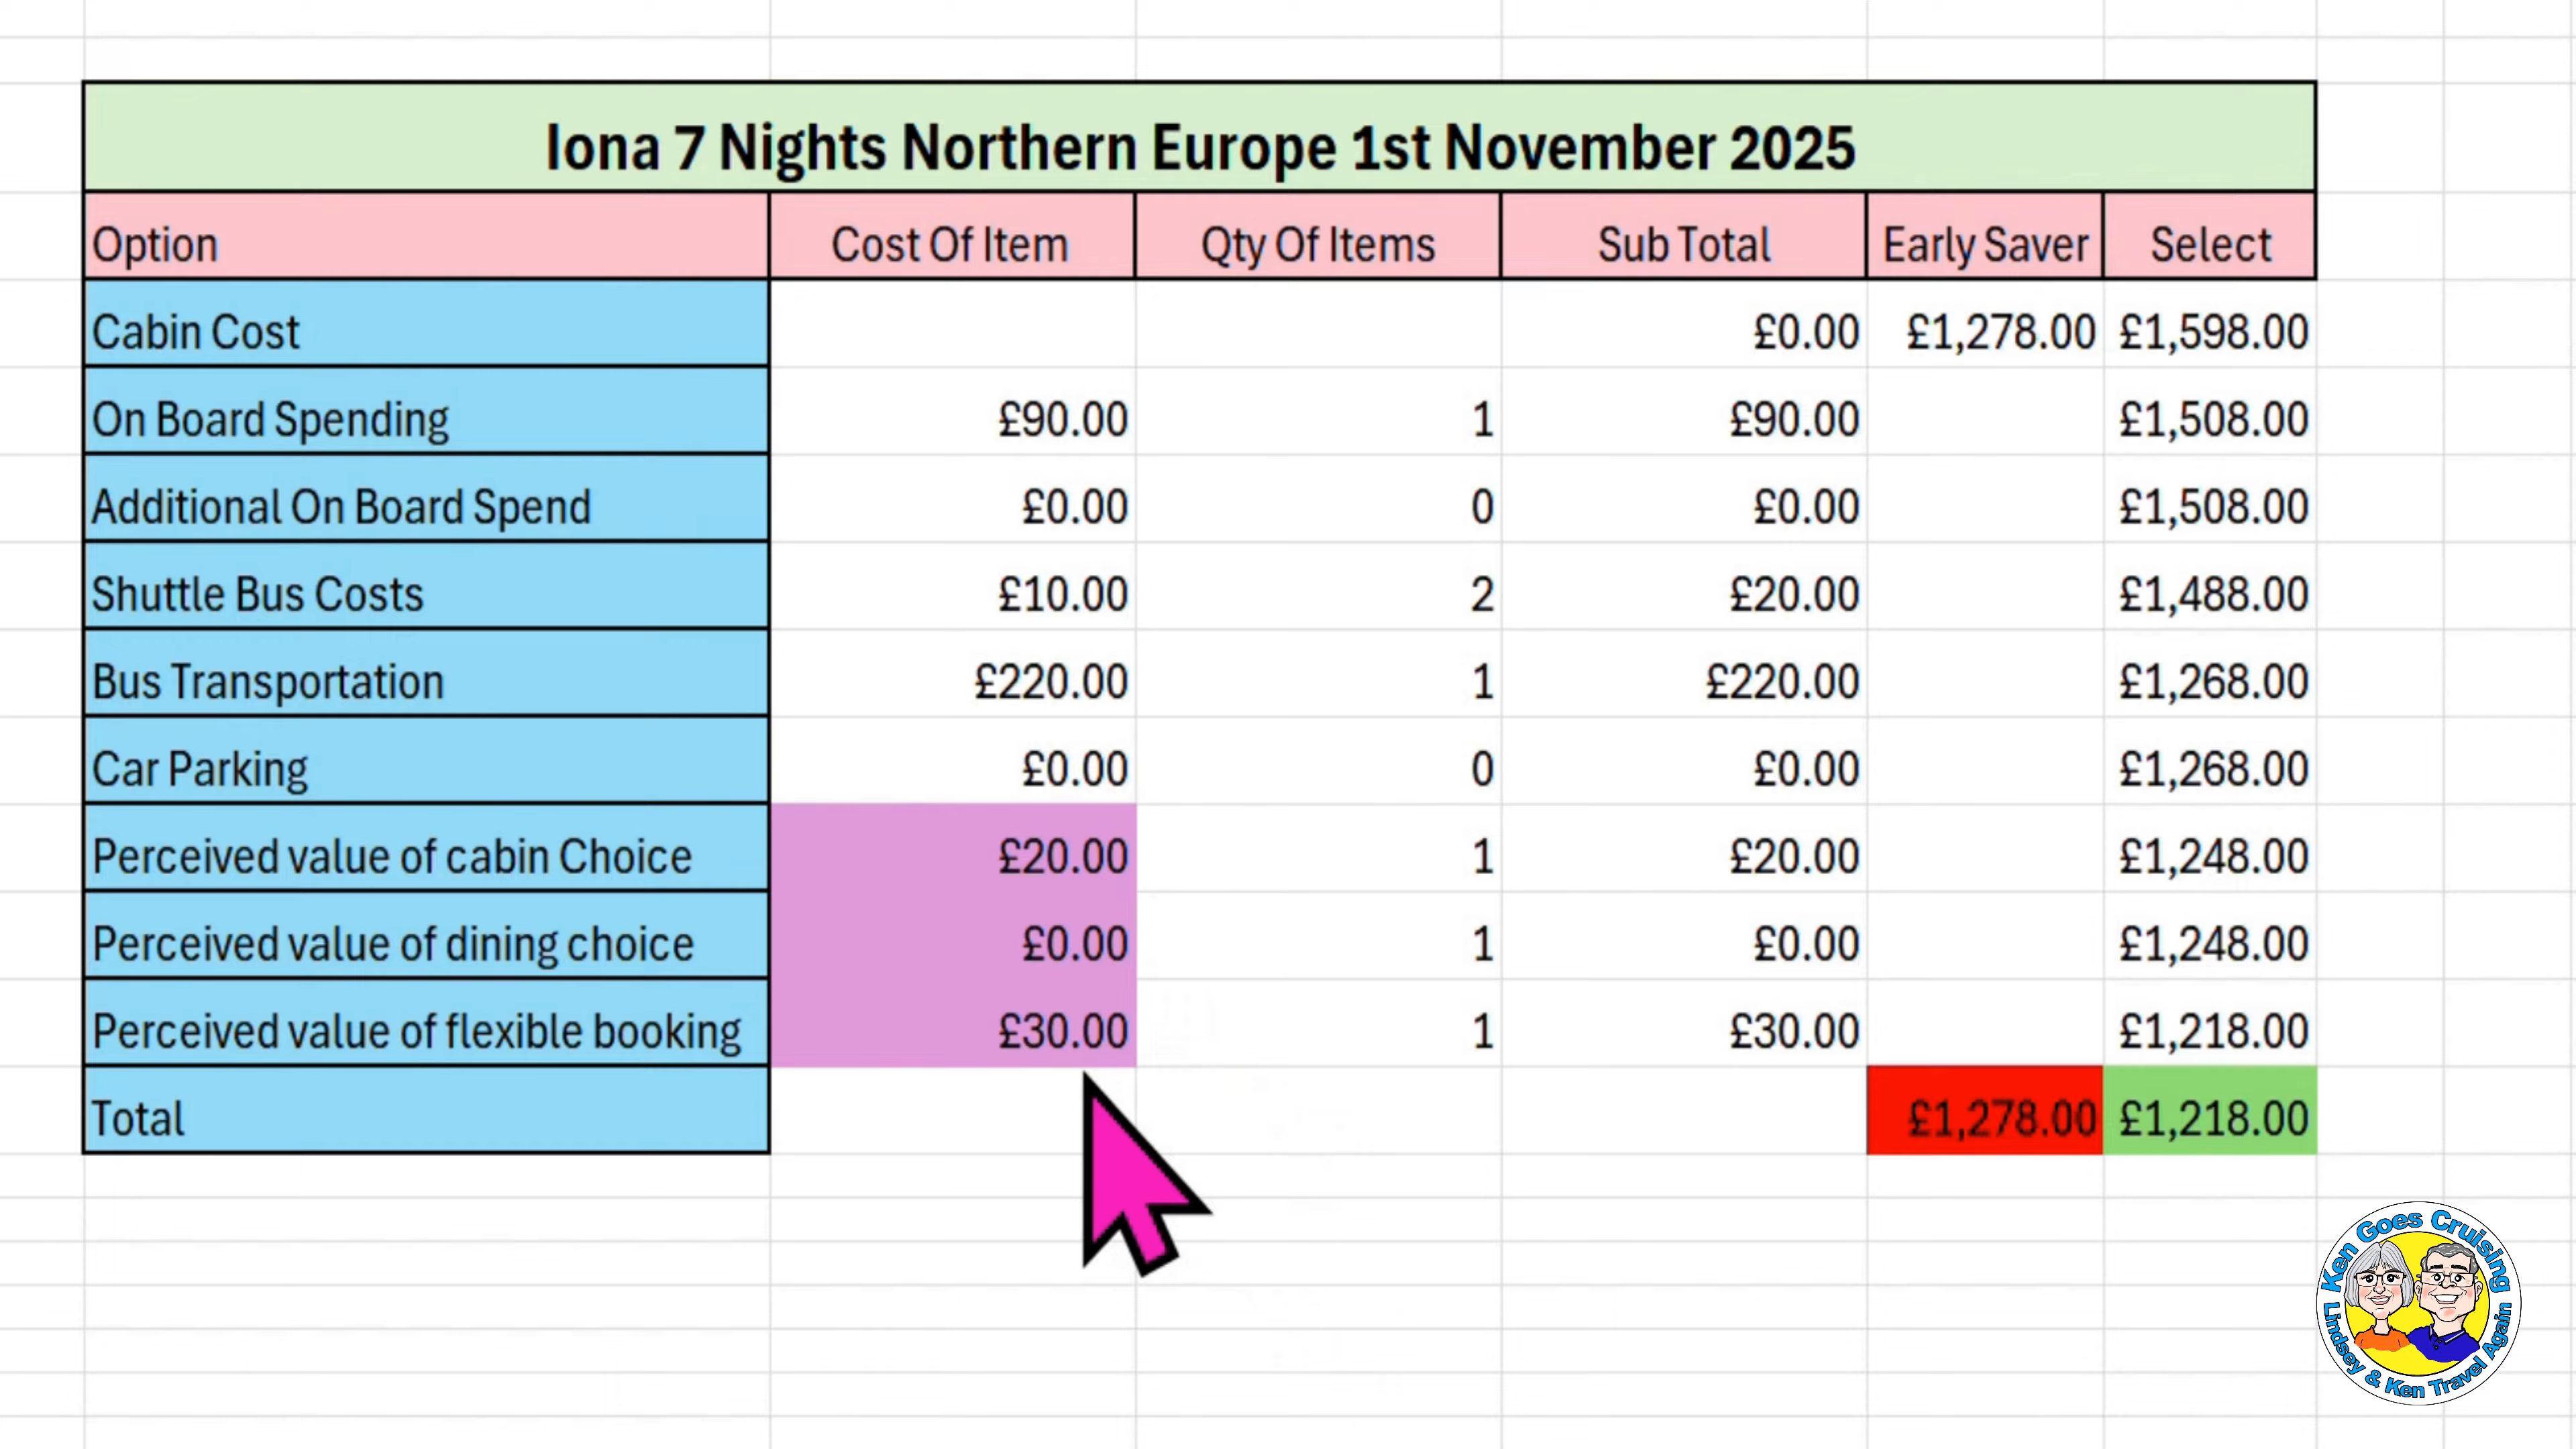 Iona 7 Nights Northern Europe 1st November 2025
Option Cost Of Item Qty Of Items Sub Total Early Saver Select
Cabin Cost £0.00 £1,278.00 £1,598.00
On Board Spending £90.00 1 £90.00 £1,508.00
Additional On Board Spend £0.00 0 £0.00 £1,508.00
Shuttle Bus Costs £10.00 2 £20.00 £1,488.00
Bus Transportation £220.00 1 £220.00 £1,268.00
Car Parking £0.00 0 £0.00 £1,268.00
Perceived value of cabin Choice £20.00 1 £20.00 £1,248.00
Perceived value of dining choice £0.00 1 £0.00 £1,248.00
Perceived value of flexible booking £30.00 1 £30.00 £1,218.00
Total £1,278.00 £1,218.00
Ken Goes Cruising
Lindsey & Ken Travel Again